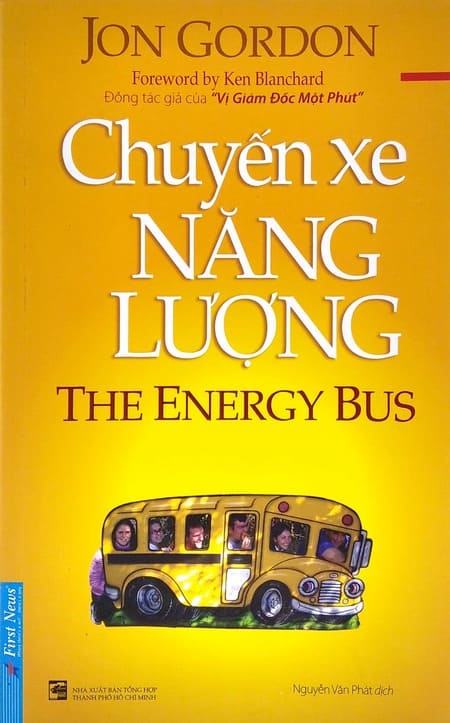 JON GORDON
Foreword by Ken Blanchard
Đồng tác giả của "Vị Giám Đốc Một Phút"
Chuyến xe
NĂNG
LƯỢNG
THE ENERGY BUS
First News
NHÀ XUẤT BẢN TỔNG HỢP
THÀNH PHỐ HỒ CHÍ MINH
Nguyễn Văn Phát dịch